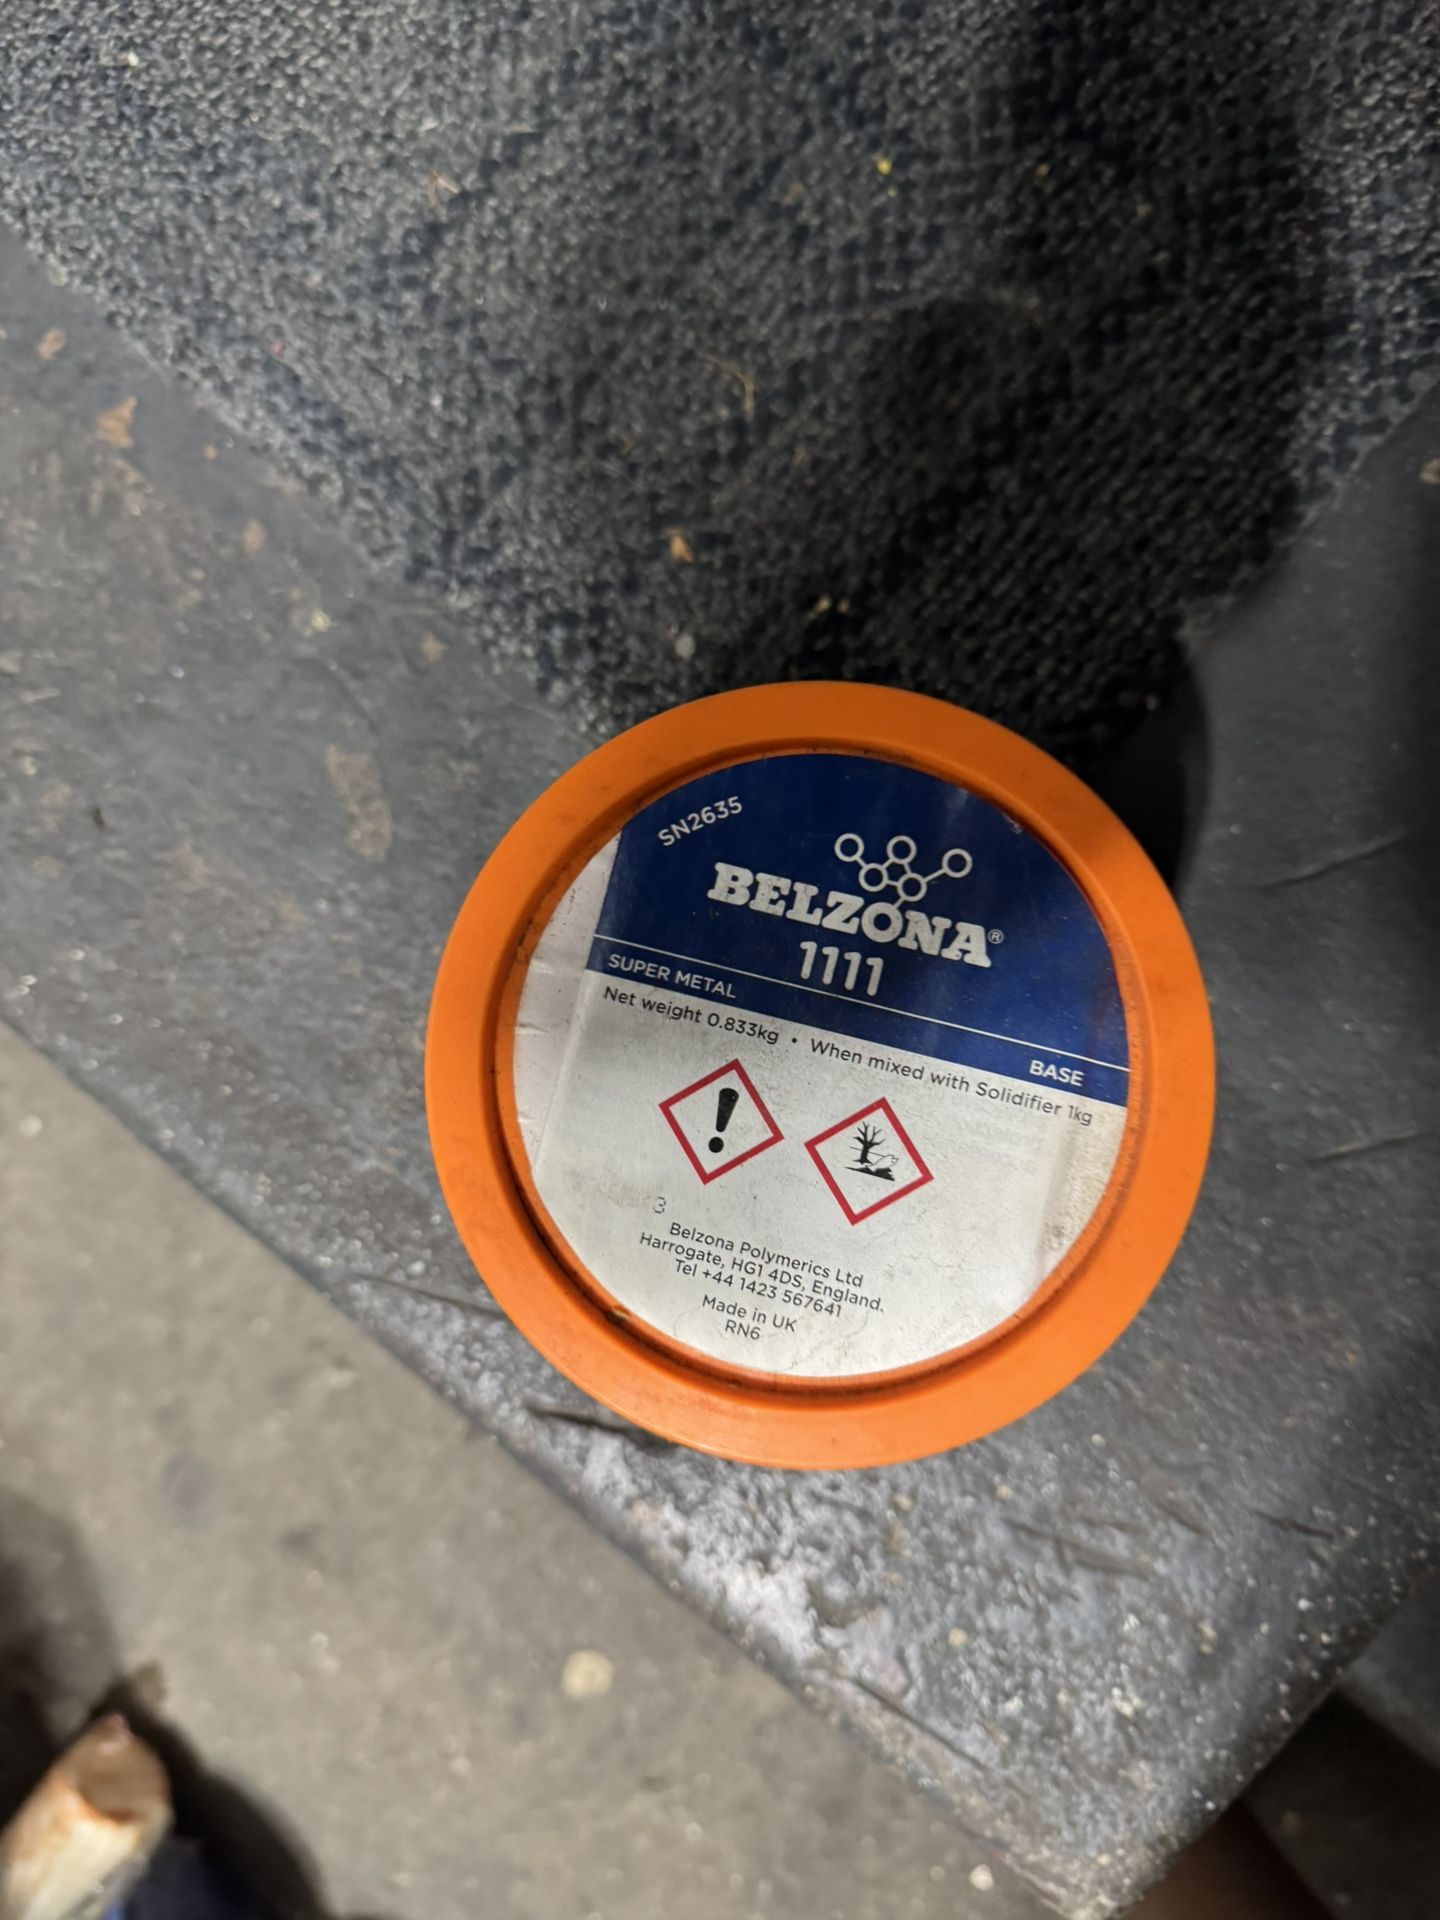 SN2635
BELZONA®
1111
SUPER METAL
BASE
Net weight 0.833kg • When mixed with Solidifier 1kg
3
Belzona Polymerics Ltd
Harrogate, HG1 4DS, England.
Tel +44 1423 567641
Made in UK
RN6